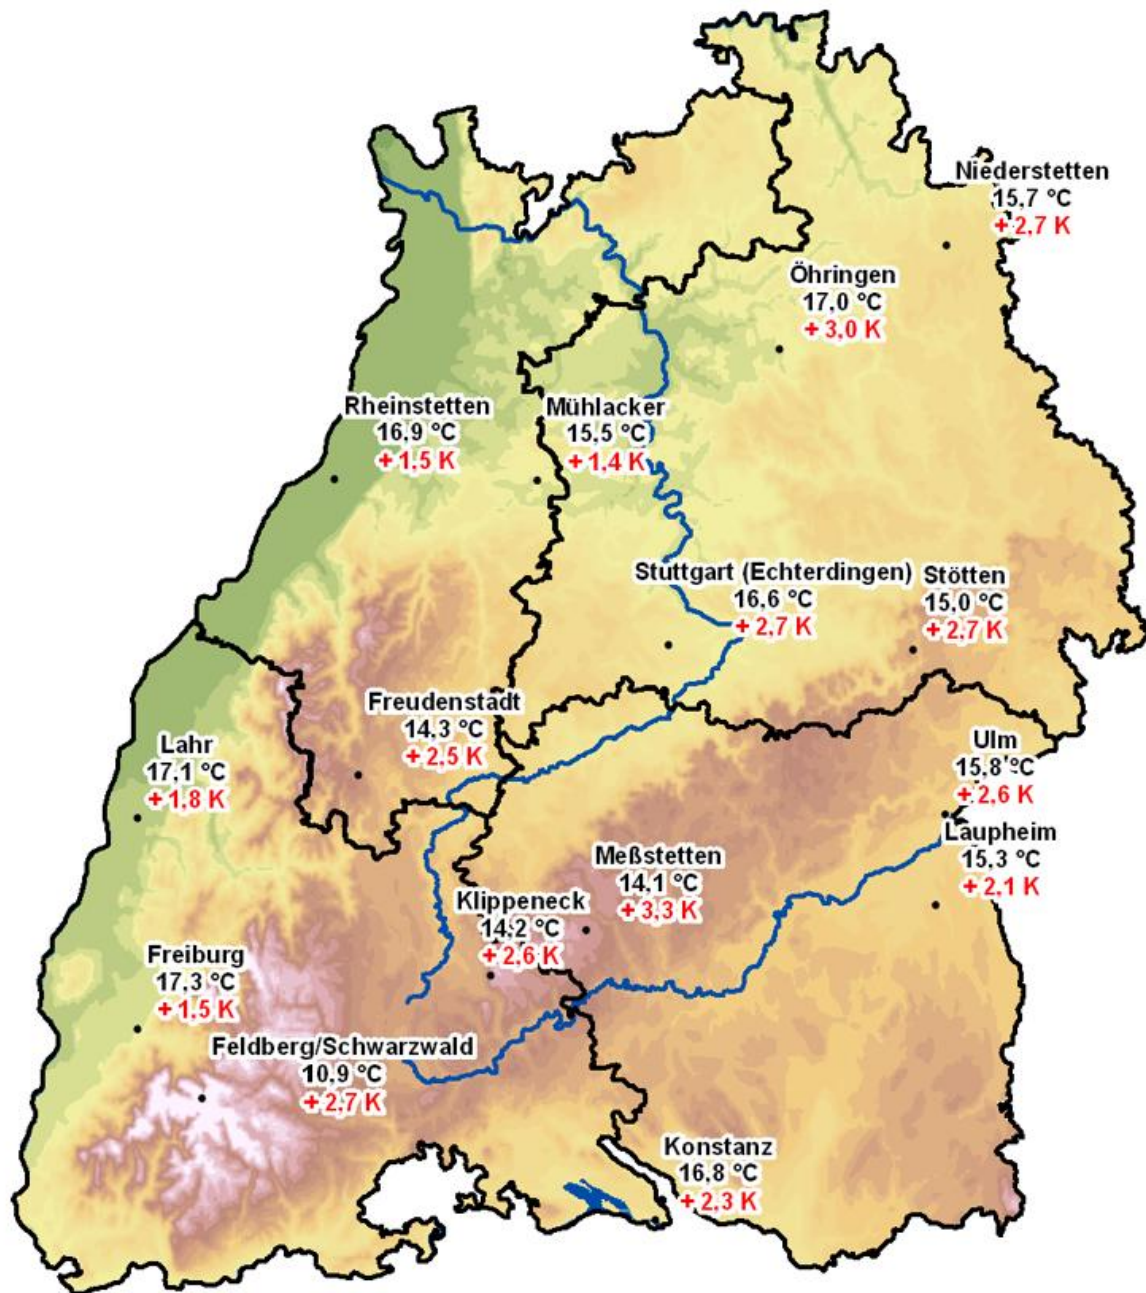 Niederstetten
15,7 °C
+2,7 K
Öhringen
17,0 °C
+3,0 K
Rheinstetten
16,9 °C
+1,5 K
Mühlacker
15,5 °C
+1,4 K
Stuttgart (Echterdingen)
16,6 °C
+2,7 K
Stötten
15,0 °C
+2,7 K
Freudenstadt
14,3 °C
+2,5 K
Lahr
17,1 °C
+1,8 K
Ulm
15,8 °C
+2,6 K
Laupheim
15,3 °C
+2,1 K
Meßstetten
14,1 °C
+3,3 K
Klippeneck
14,2 °C
+2,6 K
Freiburg
17,3 °C
+1,5 K
Feldberg/Schwarzwald
10,9 °C
+2,7 K
Konstanz
16,8 °C
+2,3 K